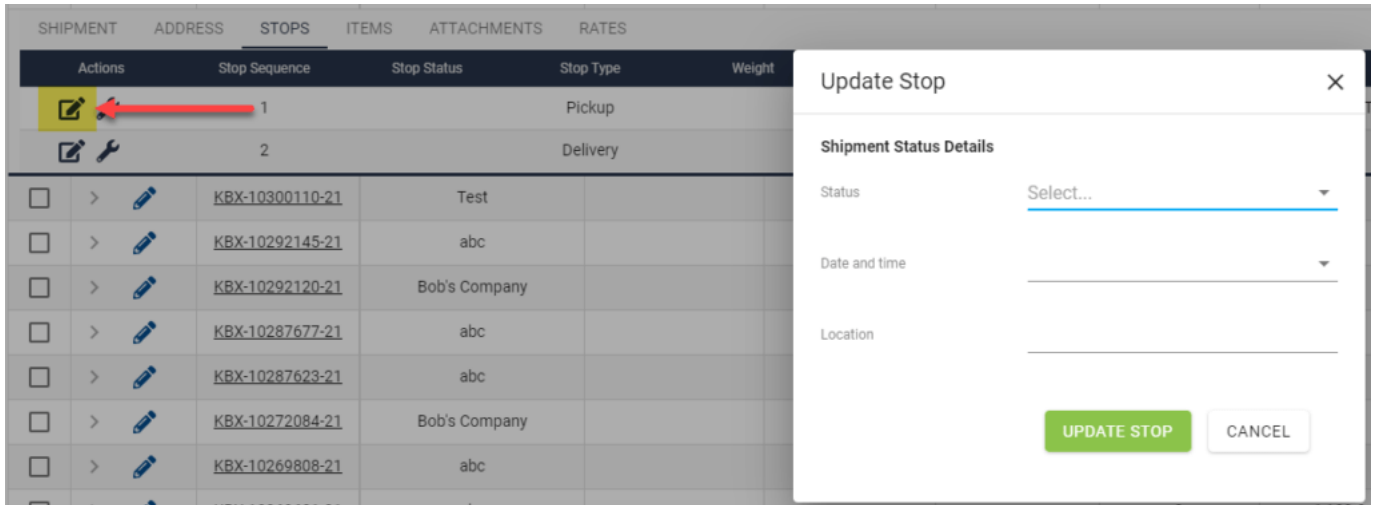 SHIPMENT ADDRESS STOPS ITEMS ATTACHMENTS RATES
Actions Stop Sequence Stop Status Stop Type Weight
1 Pickup
2 Delivery
KBX-10300110-21 Test
KBX-10292145-21 abc
KBX-10292120-21 Bob's Company
KBX-10287677-21 abc
KBX-10287623-21 abc
KBX-10272084-21 Bob's Company
KBX-10269808-21 abc
Update Stop
Shipment Status Details
Status Select...
Date and time
Location
UPDATE STOP CANCEL